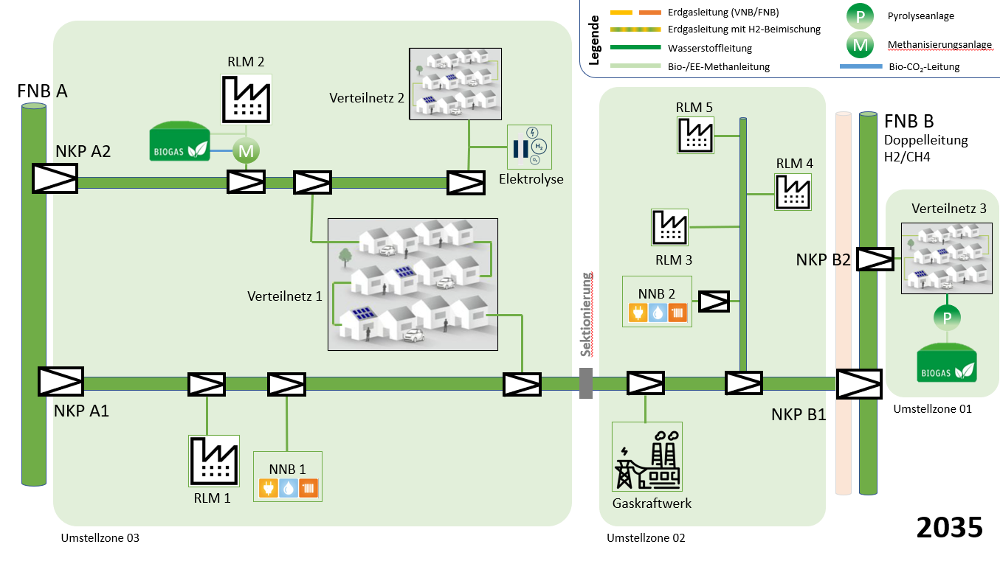 Legende
Erdgasleitung (VNB/FNB)
Erdgasleitung mit H2-Beimischung
Wasserstoffleitung
Bio-/EE-Methanleitung
P
Pyrolyseanlage
M
Methanisierungsanlage
Bio-CO₂-Leitung
FNB A
NKP A2
RLM 2
BIOGAS
M
Verteilnetz 2
H₂
O₂
Elektrolyse
Verteilnetz 1
NKP A1
RLM 1
NNB 1
Umstellzone 03
Sektionierung
RLM 5
RLM 4
RLM 3
NNB 2
Gaskraftwerk
NKP B1
Umstellzone 02
FNB B
Doppelleitung
H2/CH4
NKP B2
Verteilnetz 3
P
BIOGAS
Umstellzone 01
2035